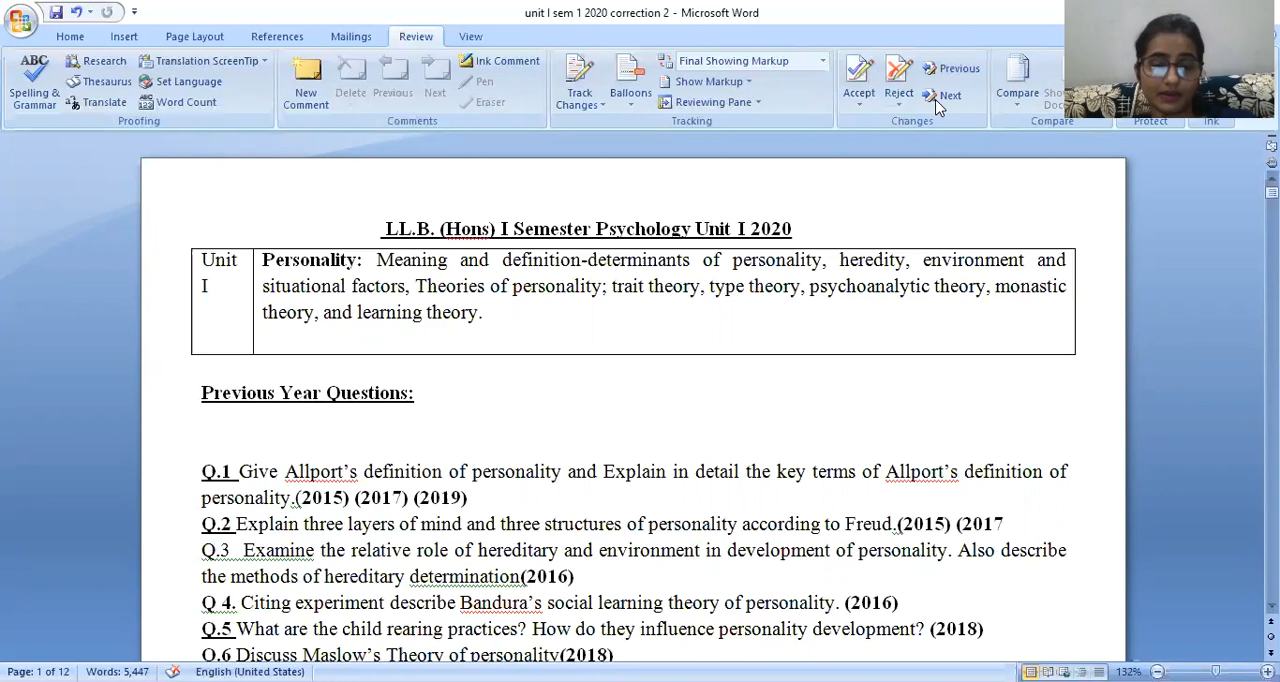 unit I sem 1 2020 correction 2 - Microsoft Word
Home Insert Page Layout References Mailings Review View
ABC Spelling & Grammar
Research
Thesaurus
Translate
Translation ScreenTip
Set Language
Word Count
Proofing
New Comment
Delete
Previous
Next
Comments
Ink Comment
Pen
Eraser
Track Changes
Balloons
Final Showing Markup
Show Markup
Reviewing Pane
Tracking
Accept
Reject
Previous
Next
Changes
Compare
Compare
Protect
Ink
LL.B. (Hons) I Semester Psychology Unit I 2020
Unit I
Personality: Meaning and definition-determinants of personality, heredity, environment and
situational factors, Theories of personality; trait theory, type theory, psychoanalytic theory, monastic
theory, and learning theory.
Previous Year Questions:
Q.1 Give Allport's definition of personality and Explain in detail the key terms of Allport's definition of
personality.(2015) (2017) (2019)
Q.2 Explain three layers of mind and three structures of personality according to Freud.(2015) (2017
Q.3 Examine the relative role of hereditary and environment in development of personality. Also describe
the methods of hereditary determination(2016)
Q 4. Citing experiment describe Bandura's social learning theory of personality. (2016)
Q.5 What are the child rearing practices? How do they influence personality development? (2018)
Q.6 Discuss Maslow's Theory of personality(2018)
Page: 1 of 12 Words: 5,447 English (United States) 132%